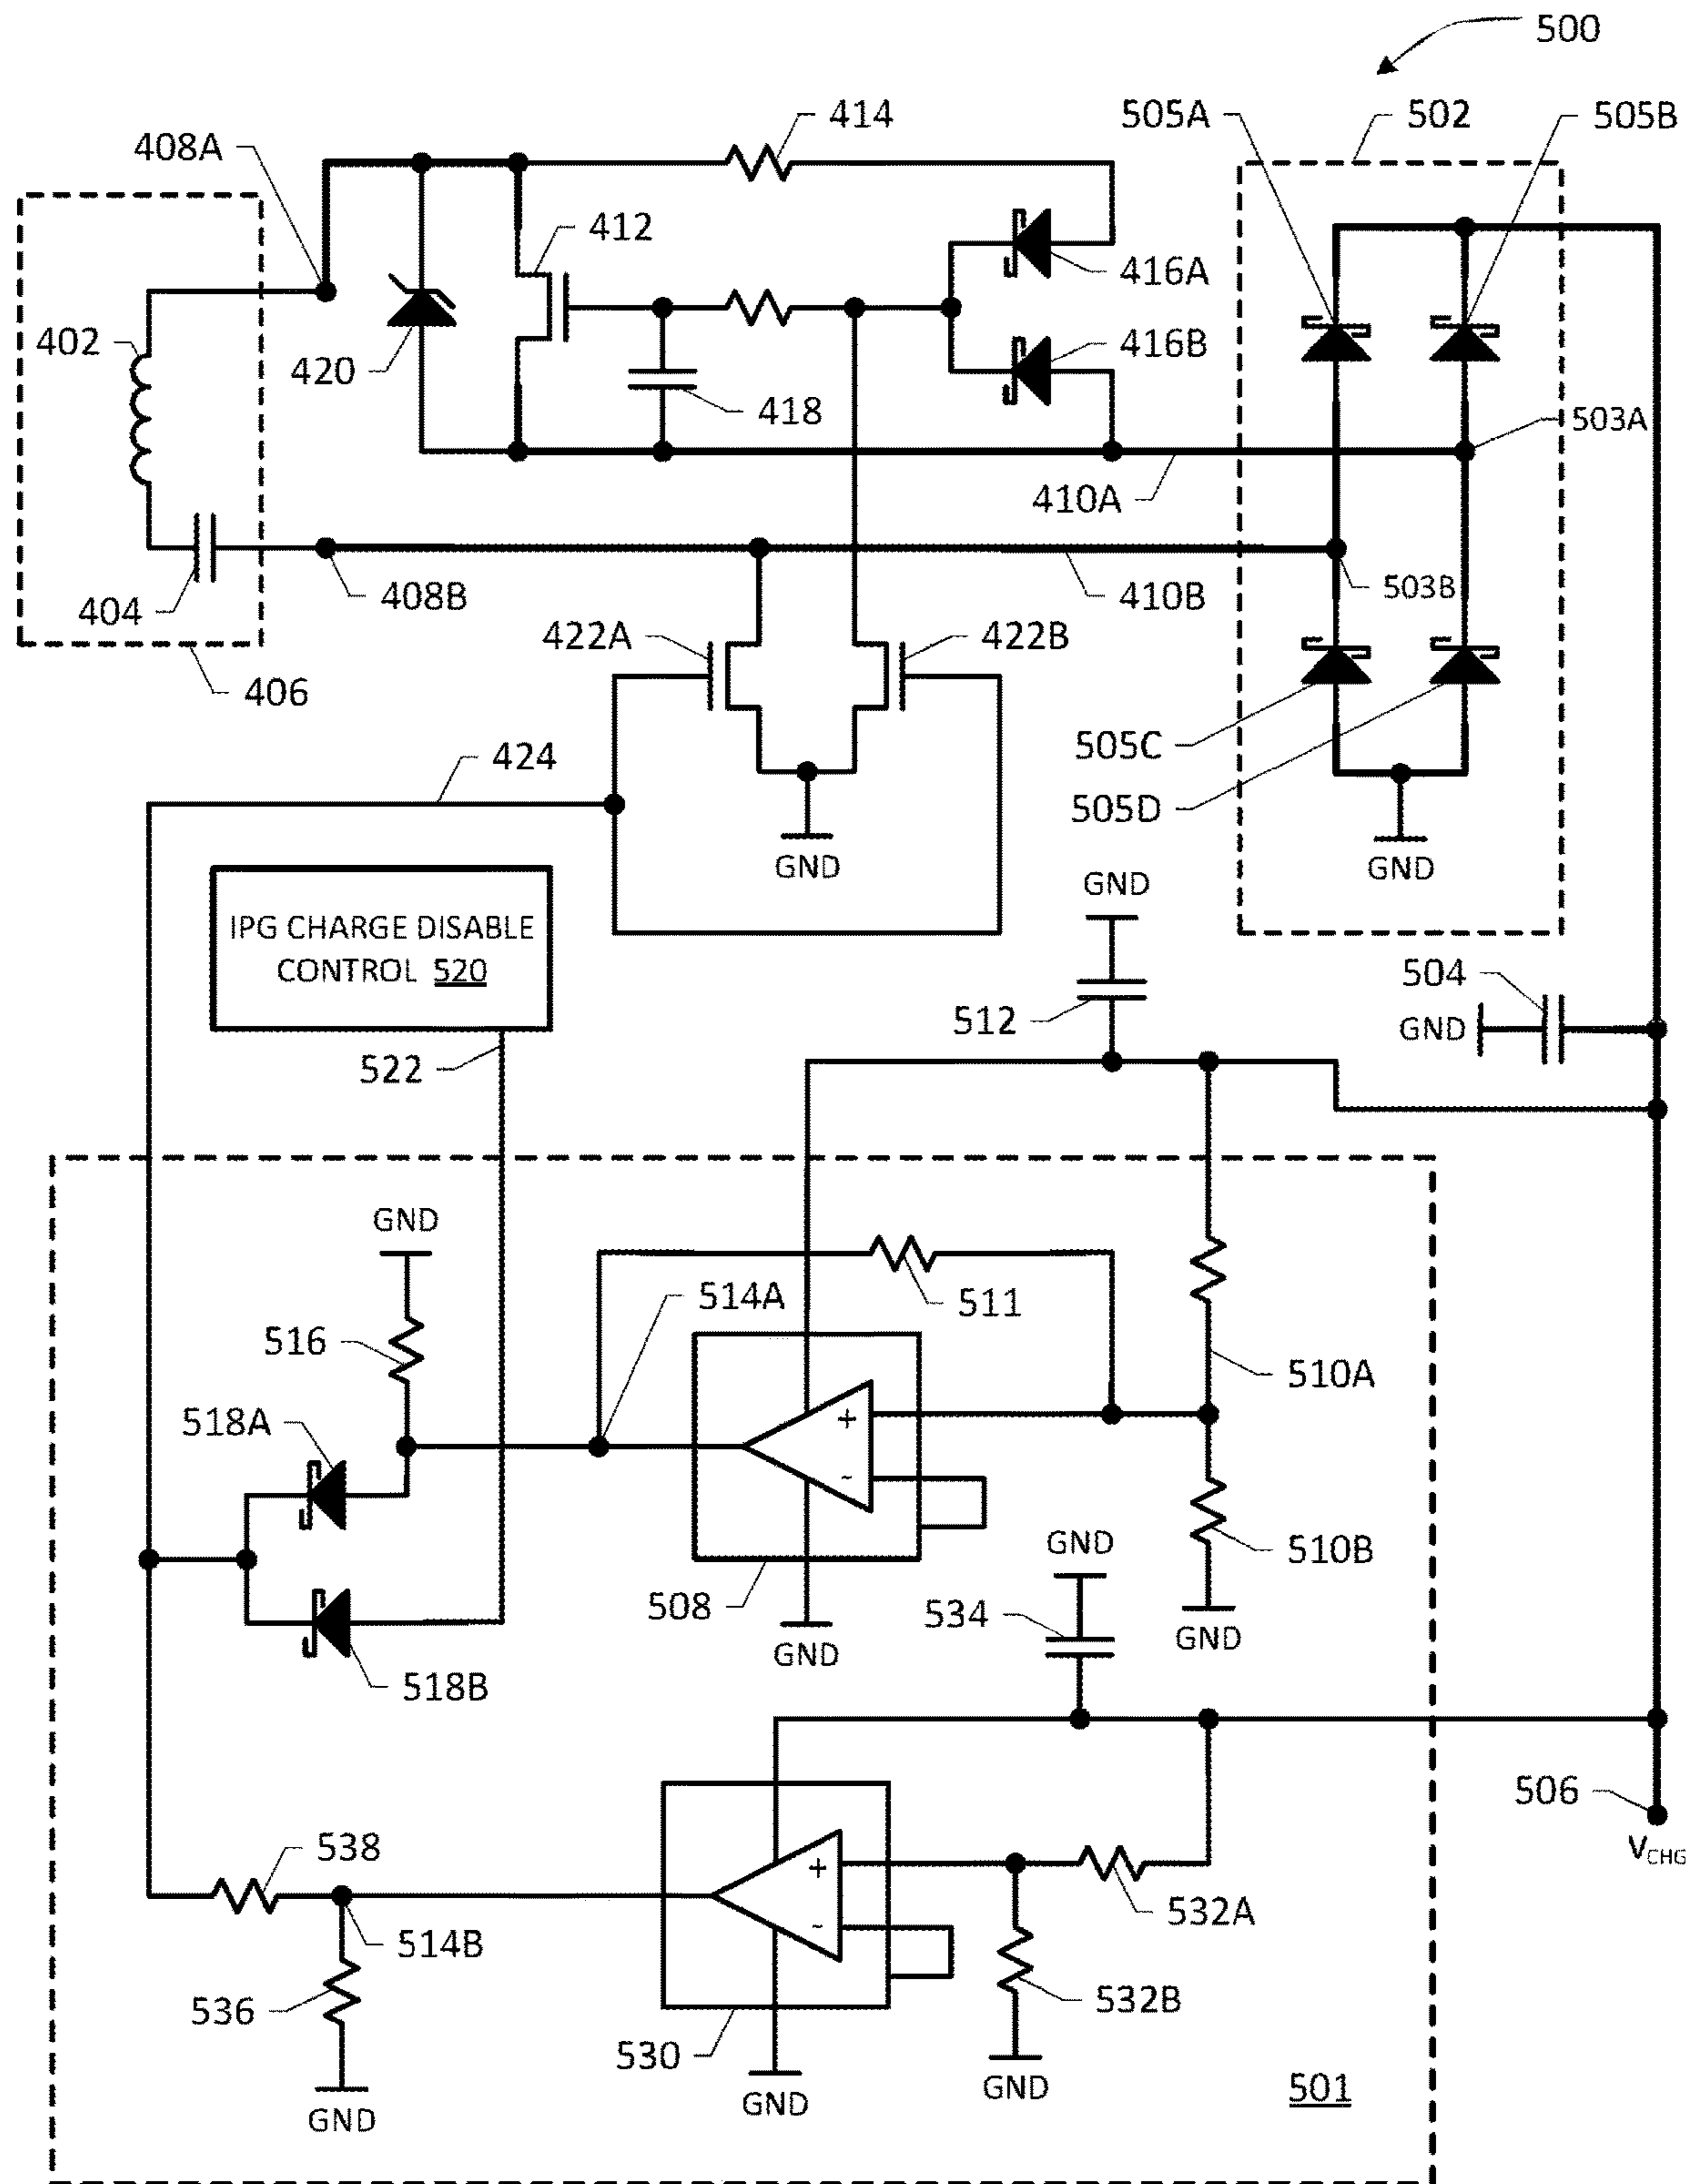 500
505A
502
505B
414
408A
412
416A
402
420
416B
418
503A
410A
404
408B
410B
503B
422A
422B
406
505C
424
505D
GND
GND
GND
IPG CHARGE DISABLE
CONTROL 520
504
512
GND
522
GND
514A
511
516
510A
518A
+
-
GND
510B
508
534
GND
GND
518B
506
V_CHG
538
+
532A
-
514B
536
532B
530
GND
GND
501
GND